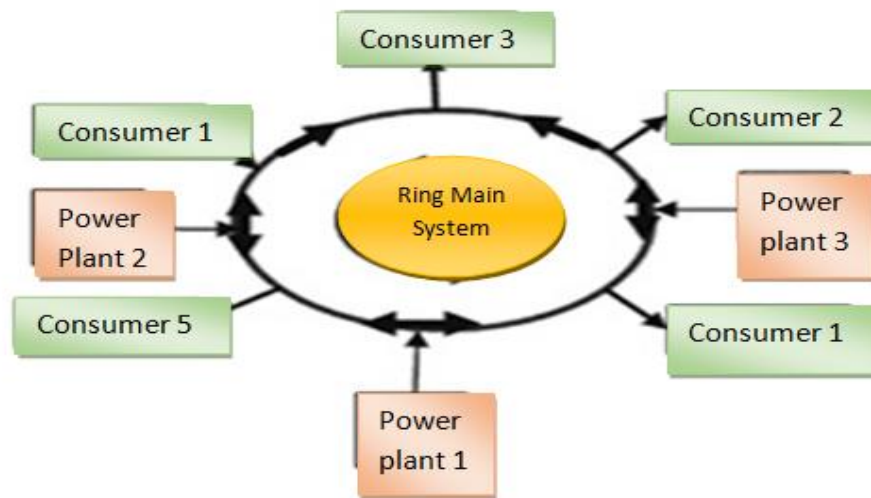 Consumer 3
Consumer 1
Consumer 2
Ring Main
System
Power
Plant 2
Power
plant 3
Consumer 5
Consumer 1
Power
plant 1